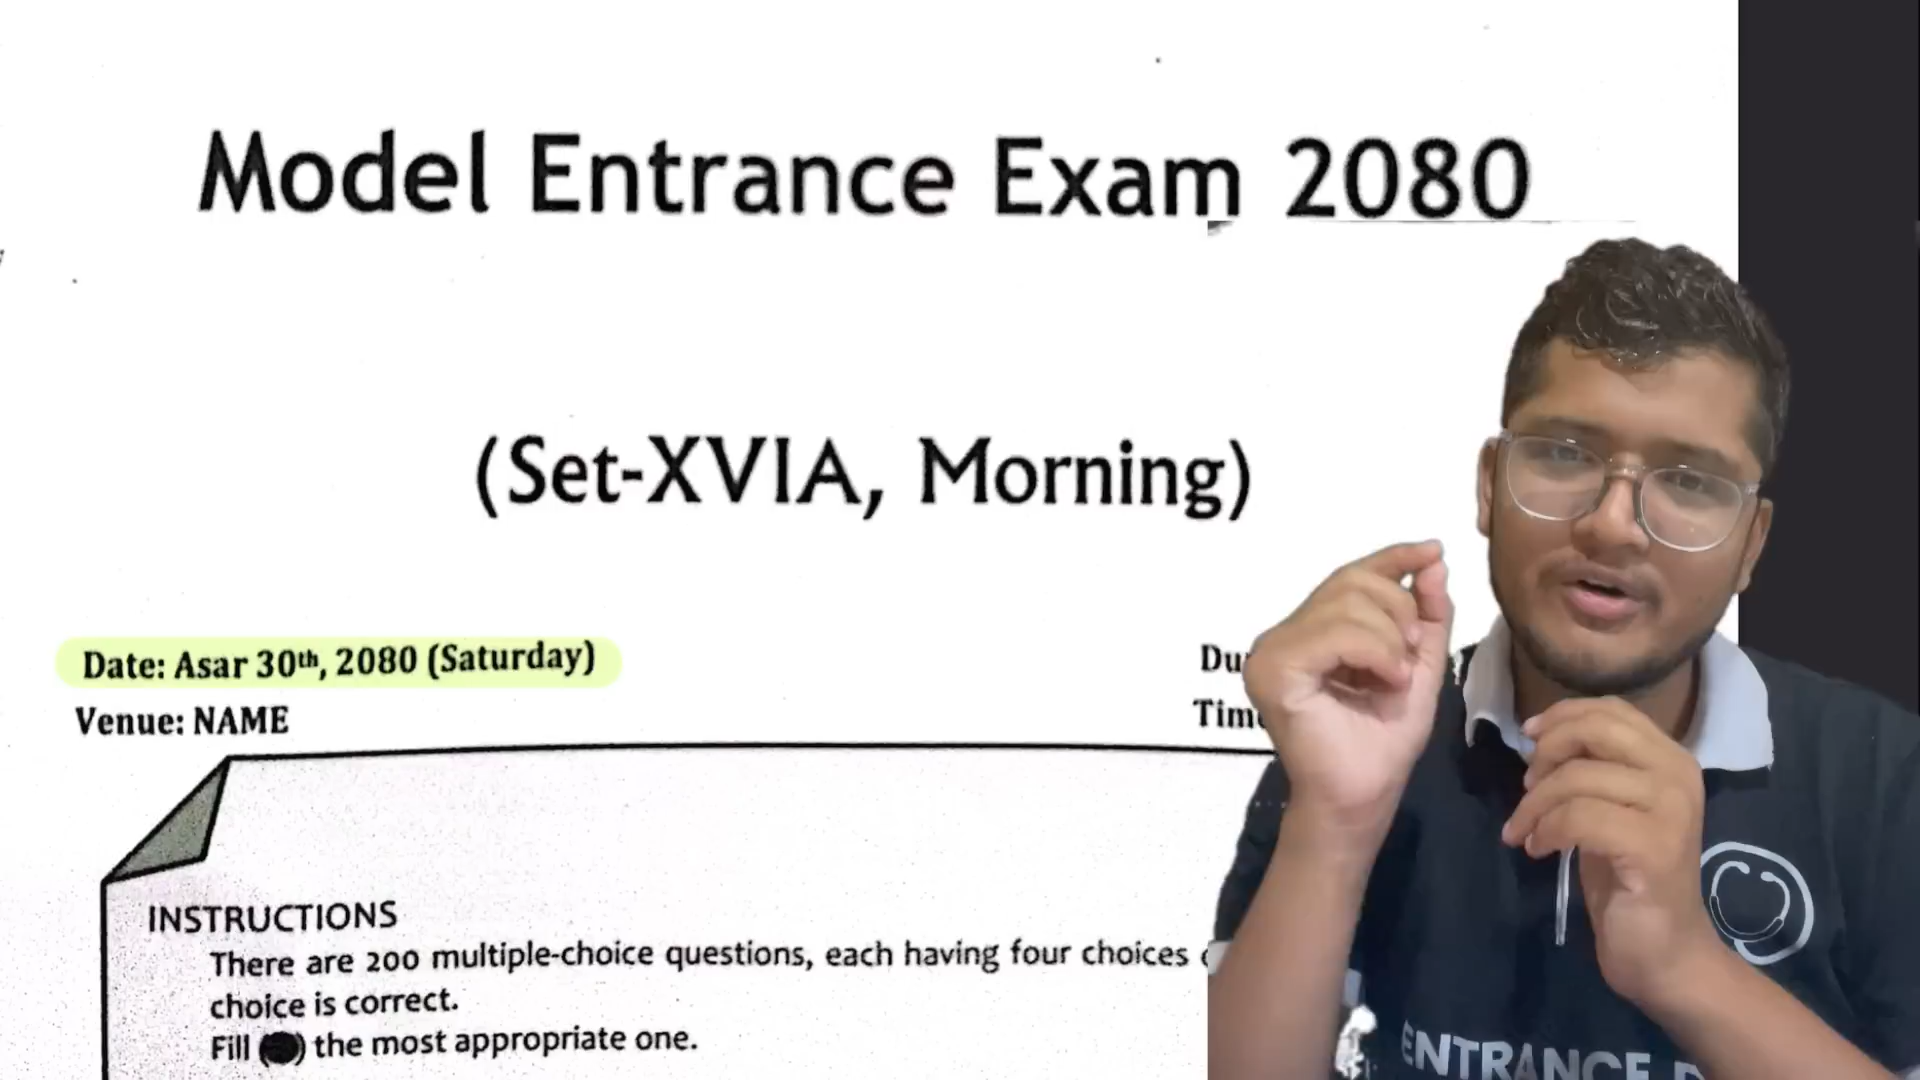 Model Entrance Exam 2080
(Set-XVIA, Morning)
Date: Asar 30th, 2080 (Saturday)
Venue: NAME
INSTRUCTIONS
There are 200 multiple-choice questions, each having four choices
choice is correct.
Fill the most appropriate one.
ENTRANCE